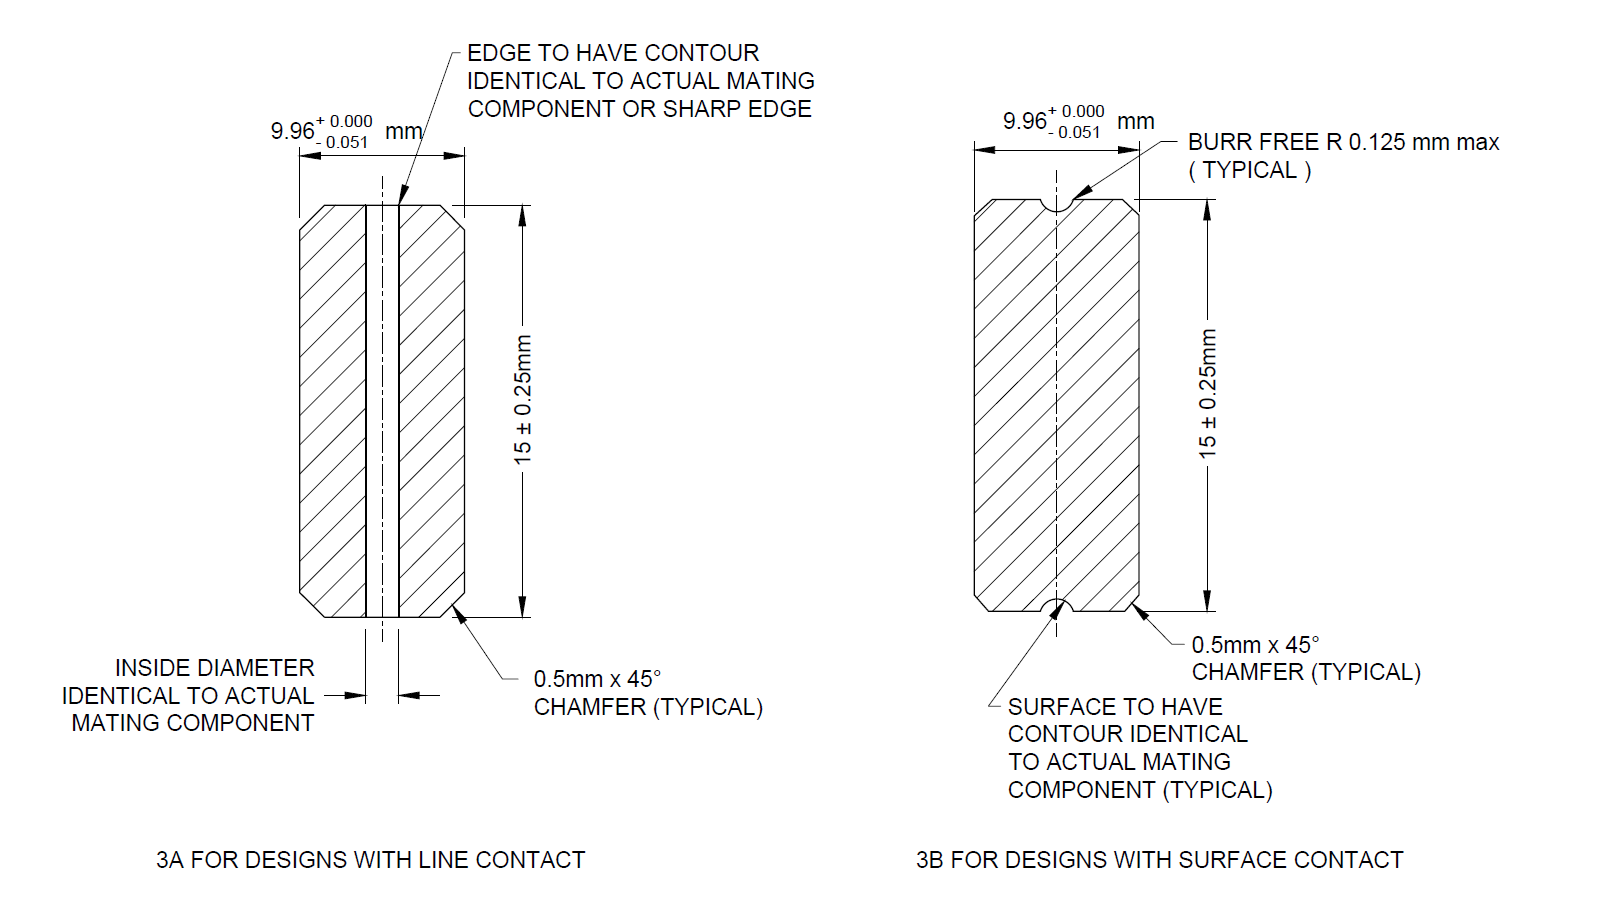 EDGE TO HAVE CONTOUR
IDENTICAL TO ACTUAL MATING
COMPONENT OR SHARP EDGE
9.96 + 0.000 - 0.051 mm
15 ± 0.25mm
INSIDE DIAMETER
IDENTICAL TO ACTUAL
MATING COMPONENT
0.5mm x 45°
CHAMFER (TYPICAL)
3A FOR DESIGNS WITH LINE CONTACT
9.96 + 0.000 - 0.051 mm
BURR FREE R 0.125 mm max
( TYPICAL )
15 ± 0.25mm
0.5mm x 45°
CHAMFER (TYPICAL)
SURFACE TO HAVE
CONTOUR IDENTICAL
TO ACTUAL MATING
COMPONENT (TYPICAL)
3B FOR DESIGNS WITH SURFACE CONTACT